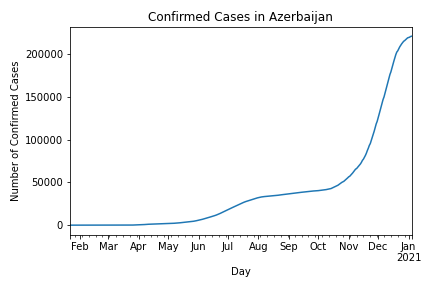 Confirmed Cases in Azerbaijan
Number of Confirmed Cases
200000
150000
100000
50000
0
Feb Mar Apr May Jun Jul Aug Sep Oct Nov Dec Jan
2021
Day